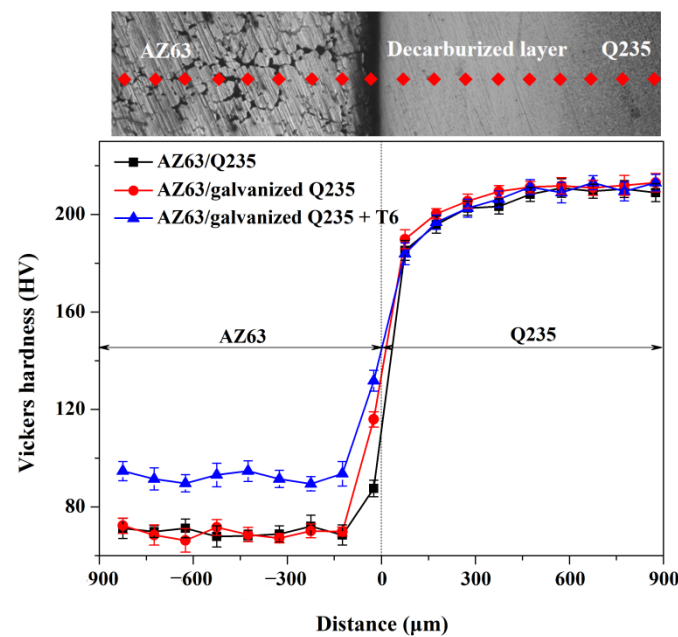 AZ63 Decarburized layer Q235
AZ63/Q235
AZ63/galvanized Q235
AZ63/galvanized Q235 + T6
200
160
120
80
Vickers hardness (HV)
AZ63 Q235
900 −600 −300 0 300 600 900
Distance (μm)